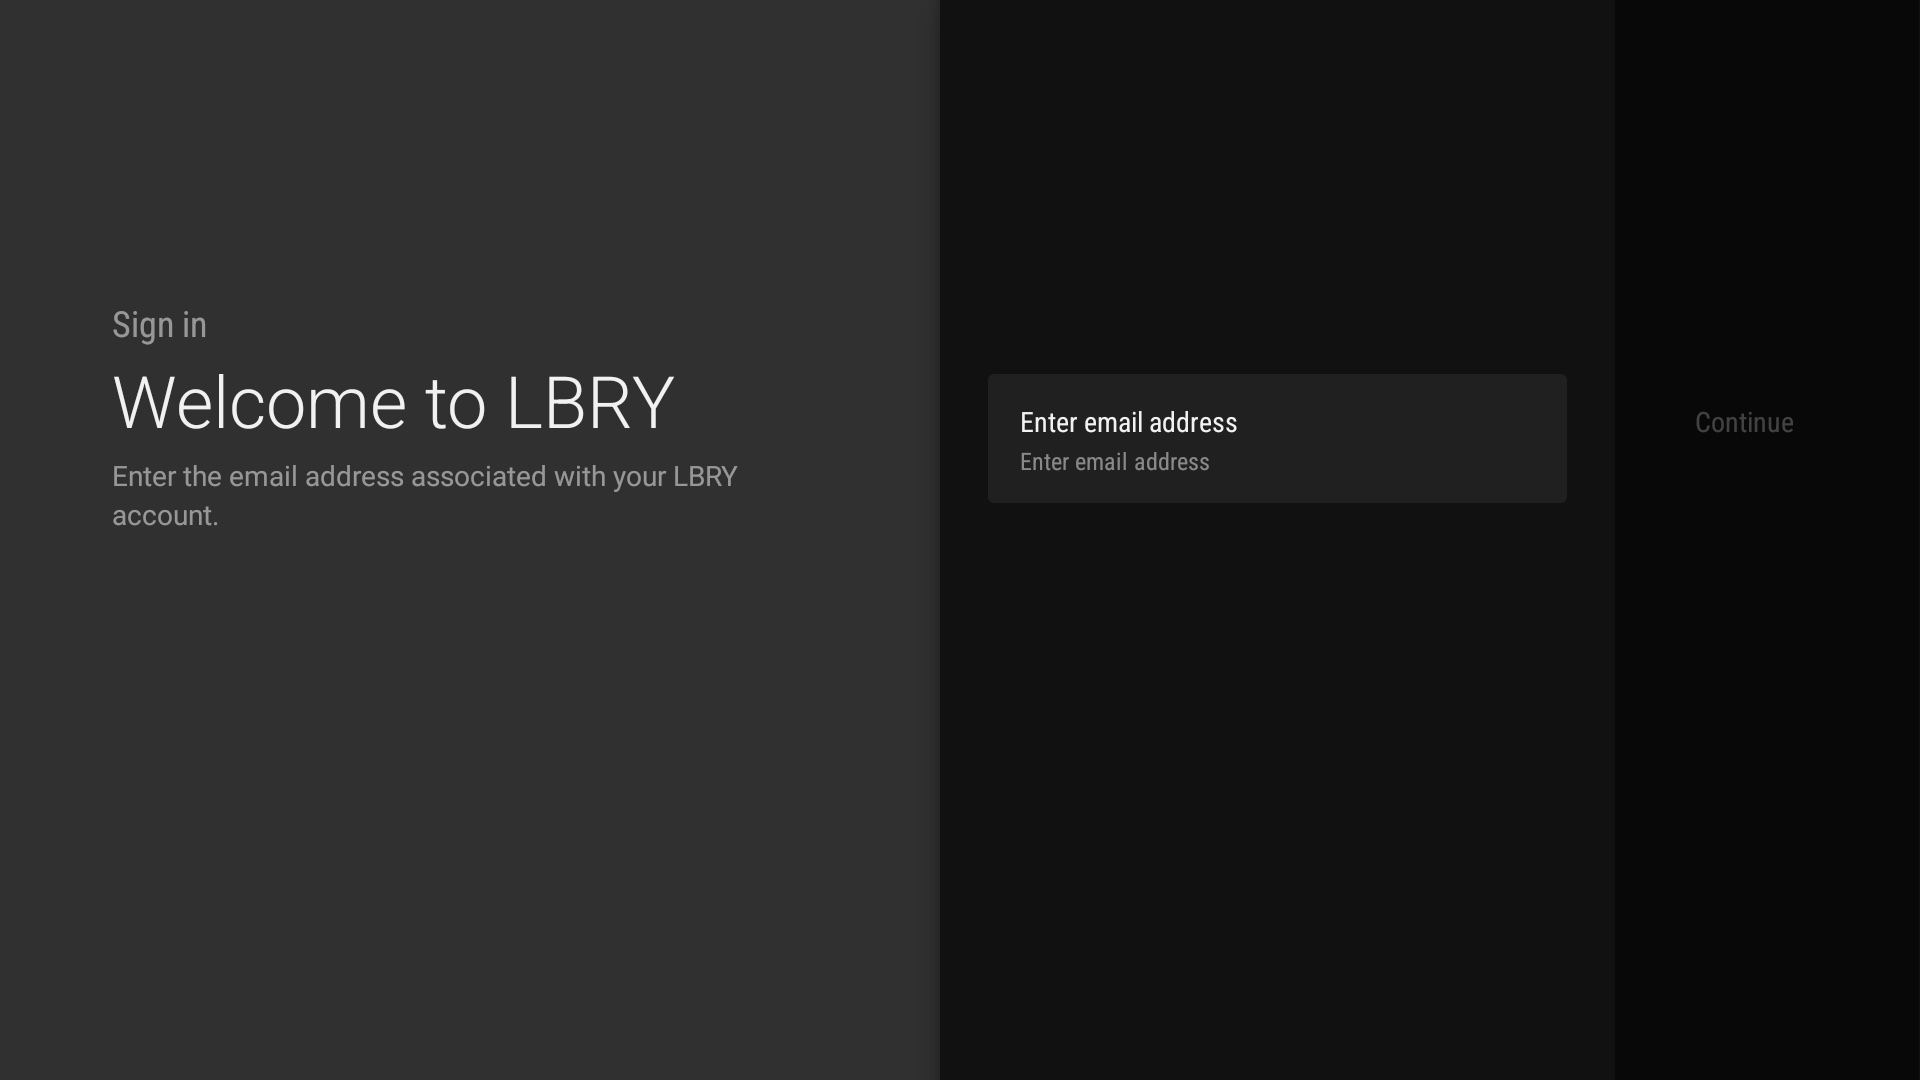 Sign in
Welcome to LBRY
Enter the email address associated with your LBRY
account.
Enter email address
Enter email address
Continue